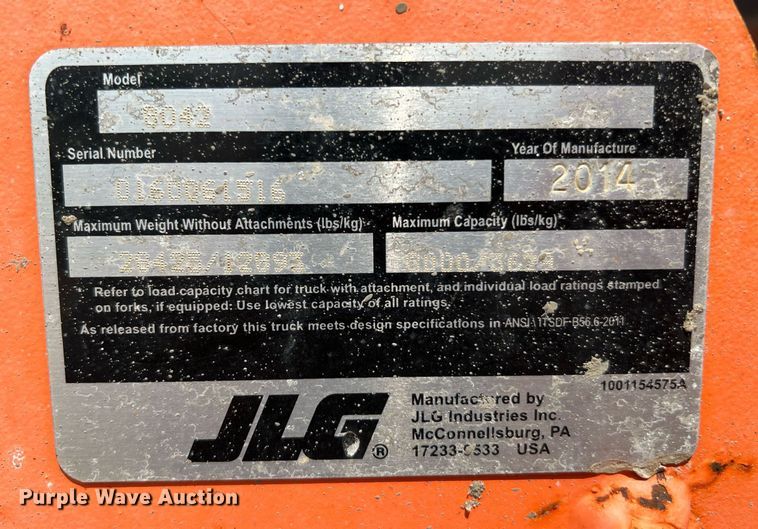 Model
8042
Serial Number
Year Of Manufacture
0160061316
2014
Maximum Weight Without Attachments (lbs/kg)
Maximum Capacity (lbs/kg)
Refer to load capacity chart for truck with attachment, and individual load ratings stamped
on forks, if equipped: Use lowest capacity of all ratings.
As released from factory this truck meets design specifications in ANSI\ITSDF-B56.6-2011
1001154575A
JLG®
Manufactured by
JLG Industries Inc.
McConnellsburg, PA
USA
Purple Wave Auction